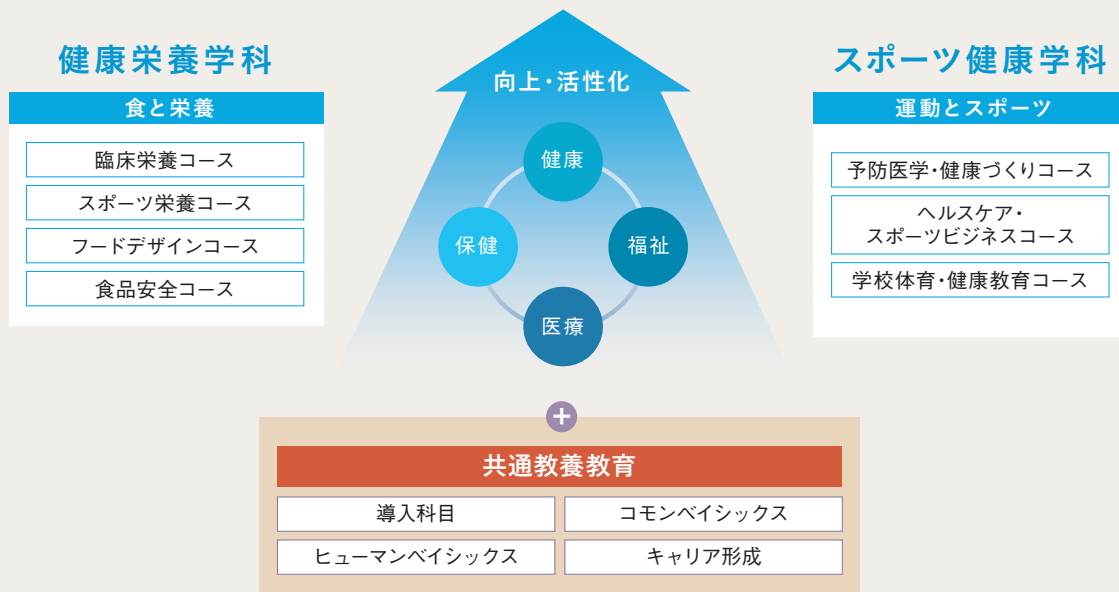 健康栄養学科
食と栄養
臨床栄養コース
スポーツ栄養コース
フードデザインコース
食品安全コース
向上・活性化
健康
保健
福祉
医療
スポーツ健康学科
運動とスポーツ
予防医学・健康づくりコース
ヘルスケア・
スポーツビジネスコース
学校体育・健康教育コース
+
共通教養教育
導入科目
コモンベイシックス
ヒューマンベイシックス
キャリア形成